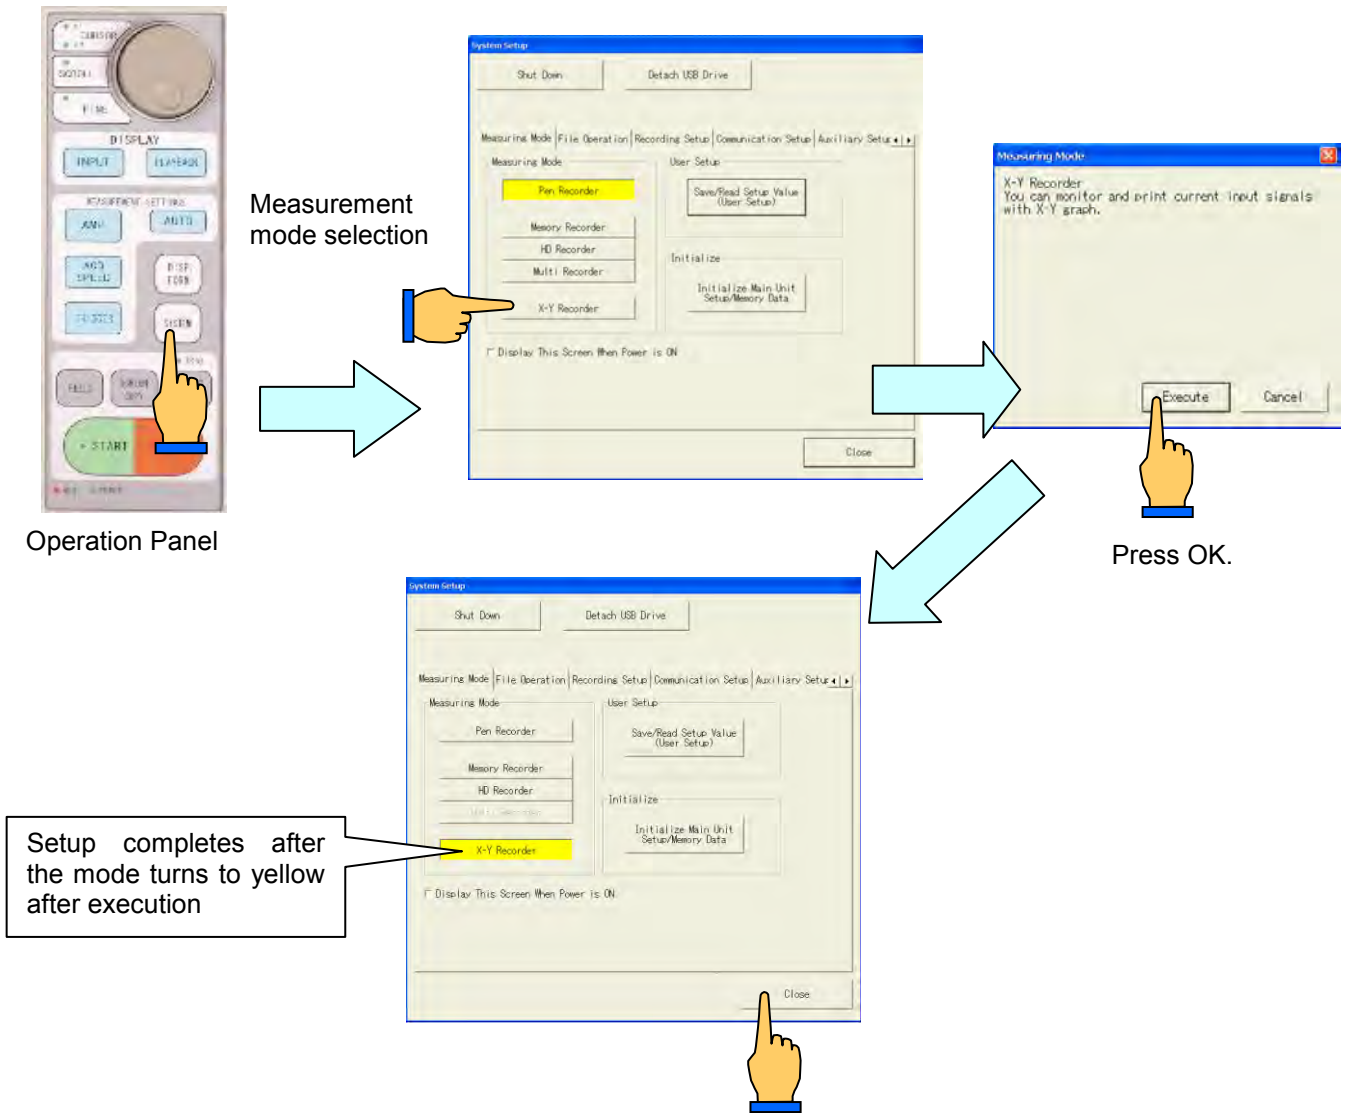 CURSOR
FINE
DISPLAY
INPUT
PLAYBACK
AMP
AUTO
SPEED
DISP
FORM
SYSTEM
FEED
COPY
START
Operation Panel
Measurement
mode selection
System Setup
Shut Down
Detach USB Drive
Measuring Mode File Operation Recording Setup Communication Setup Auxiliary Setup
Measuring Mode
User Setup
Pen Recorder
Save/Read Setup Value
(User Setup)
Memory Recorder
HD Recorder
Multi Recorder
X-Y Recorder
Initialize
Initialize Main Unit
Setup/Memory Data
Display This Screen When Power is ON
Close
Measuring Mode
X-Y Recorder
You can monitor and print current input signals
with X-Y graph.
Execute
Cancel
Press OK.
System Setup
Shut Down
Detach USB Drive
Measuring Mode File Operation Recording Setup Communication Setup Auxiliary Setup
Measuring Mode
User Setup
Pen Recorder
Save/Read Setup Value
(User Setup)
Memory Recorder
HD Recorder
Multi Recorder
X-Y Recorder
Initialize
Initialize Main Unit
Setup/Memory Data
Display This Screen When Power is ON
Close
Setup completes after
the mode turns to yellow
after execution